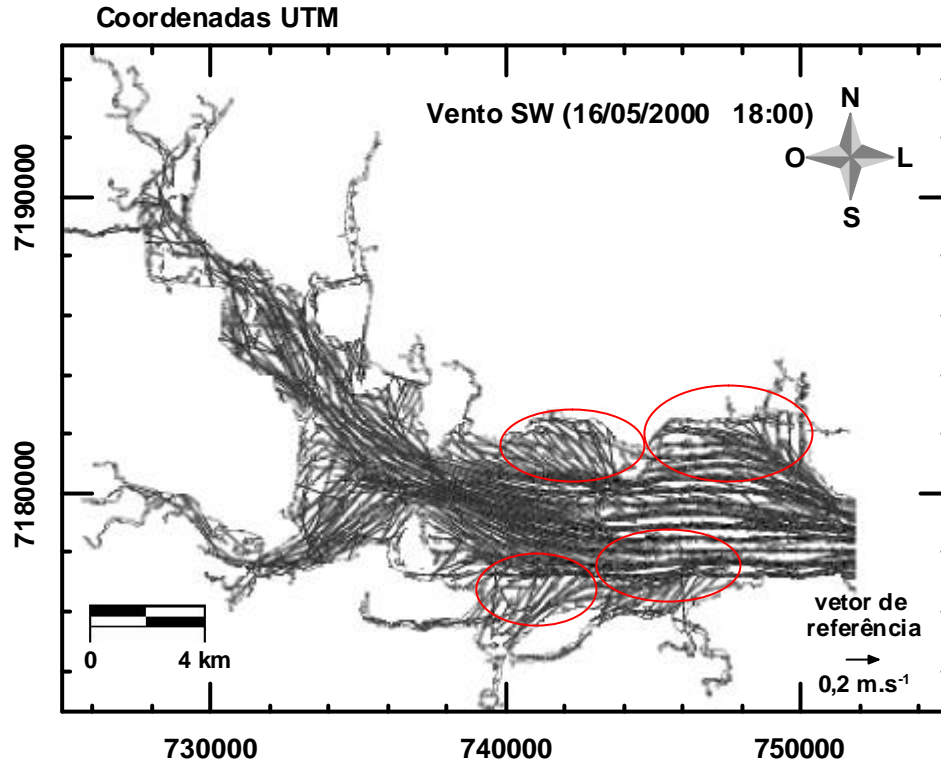 Coordenadas UTM
Vento SW (16/05/2000 18:00)
N
O
L
S
7190000
7180000
0 4 km
vetor de
referência
0,2 m.s-¹
730000 740000 750000